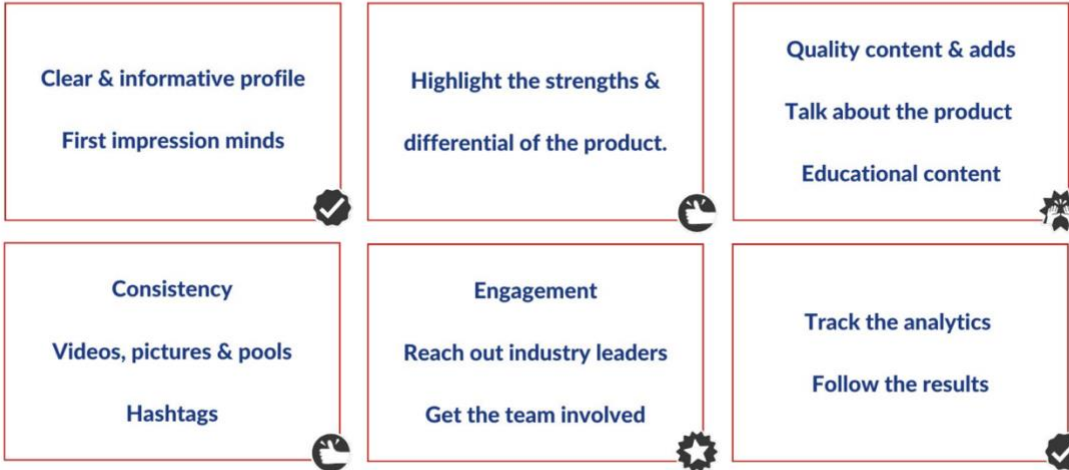 Clear & informative profile
First impression minds
Highlight the strengths &
differential of the product.
Quality content & adds
Talk about the product
Educational content
Consistency
Videos, pictures & pools
Hashtags
Engagement
Reach out industry leaders
Get the team involved
Track the analytics
Follow the results